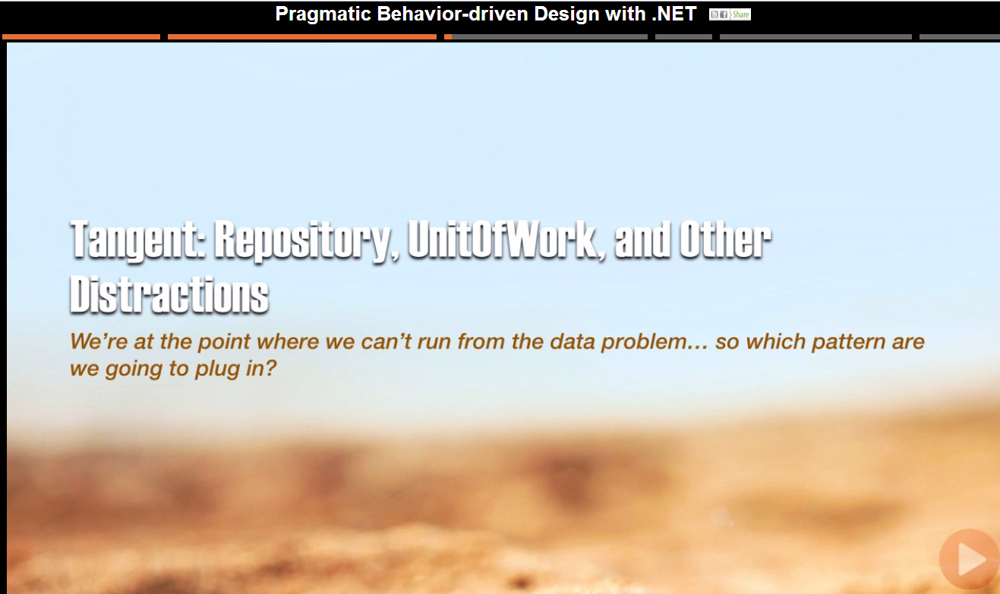 Pragmatic Behavior-driven Design with .NET Share
Tangent: Repository, UnitOfWork, and Other
Distractions
We’re at the point where we can’t run from the data problem… so which pattern are
we going to plug in?